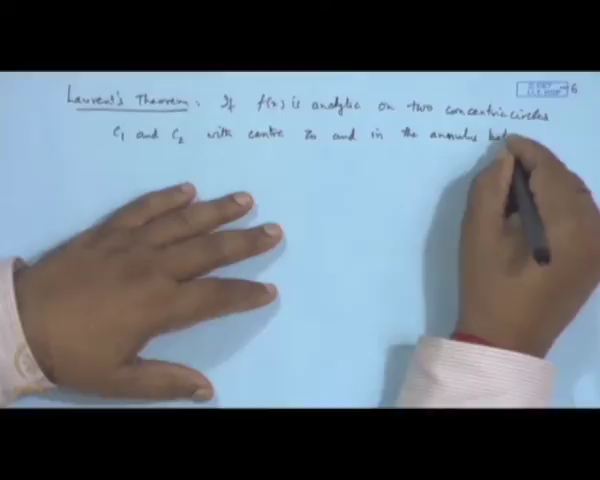 Laurent's Theorem : If f(z) is analytic on two concentric circles
C1 and C2 with centre z0 and in the annulus bet